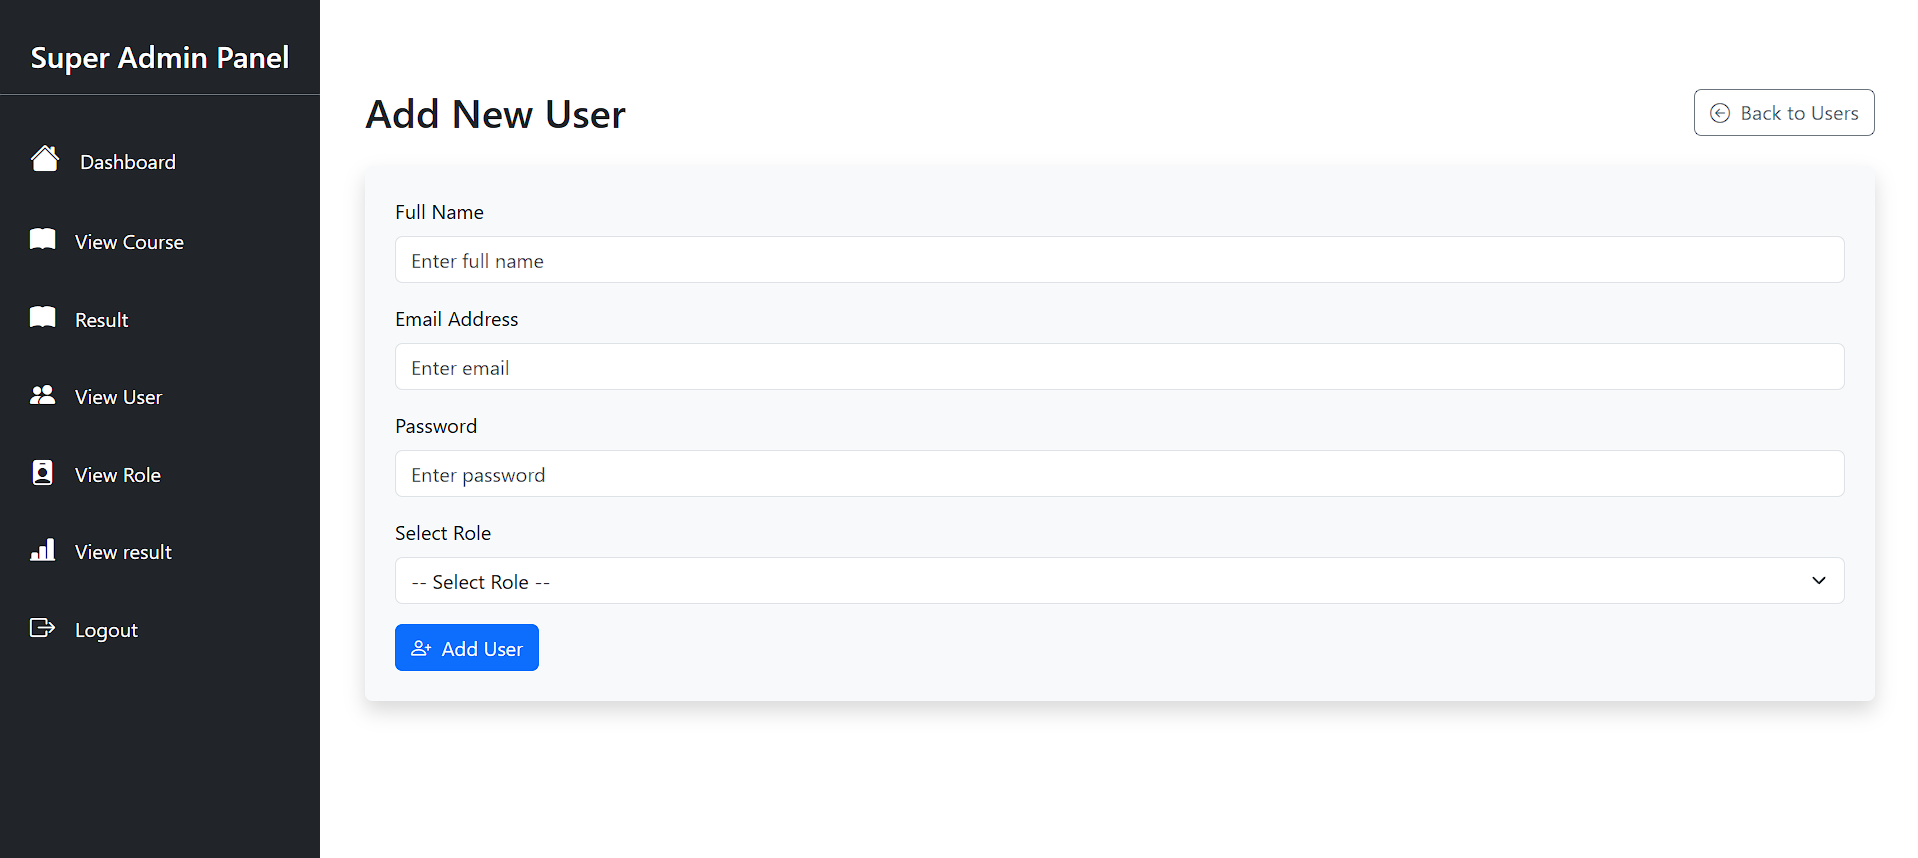 Super Admin Panel
Dashboard
View Course
Result
View User
View Role
View result
Logout
Add New User
Back to Users
Full Name
Enter full name
Email Address
Enter email
Password
Enter password
Select Role
-- Select Role --
Add User